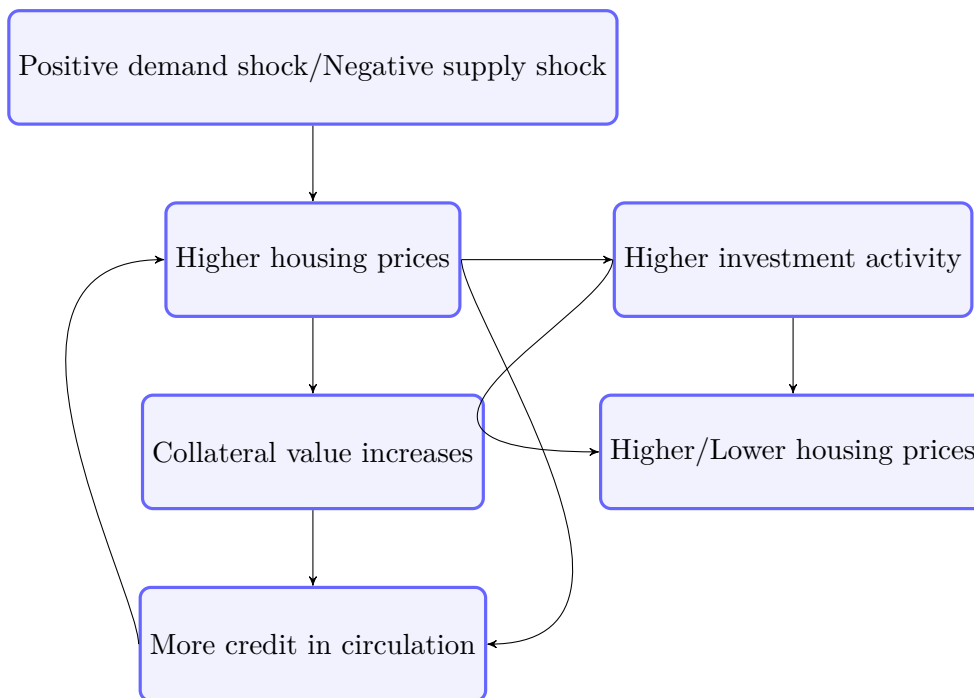 Positive demand shock/Negative supply shock
Higher housing prices
Higher investment activity
Collateral value increases
Higher/Lower housing prices
More credit in circulation